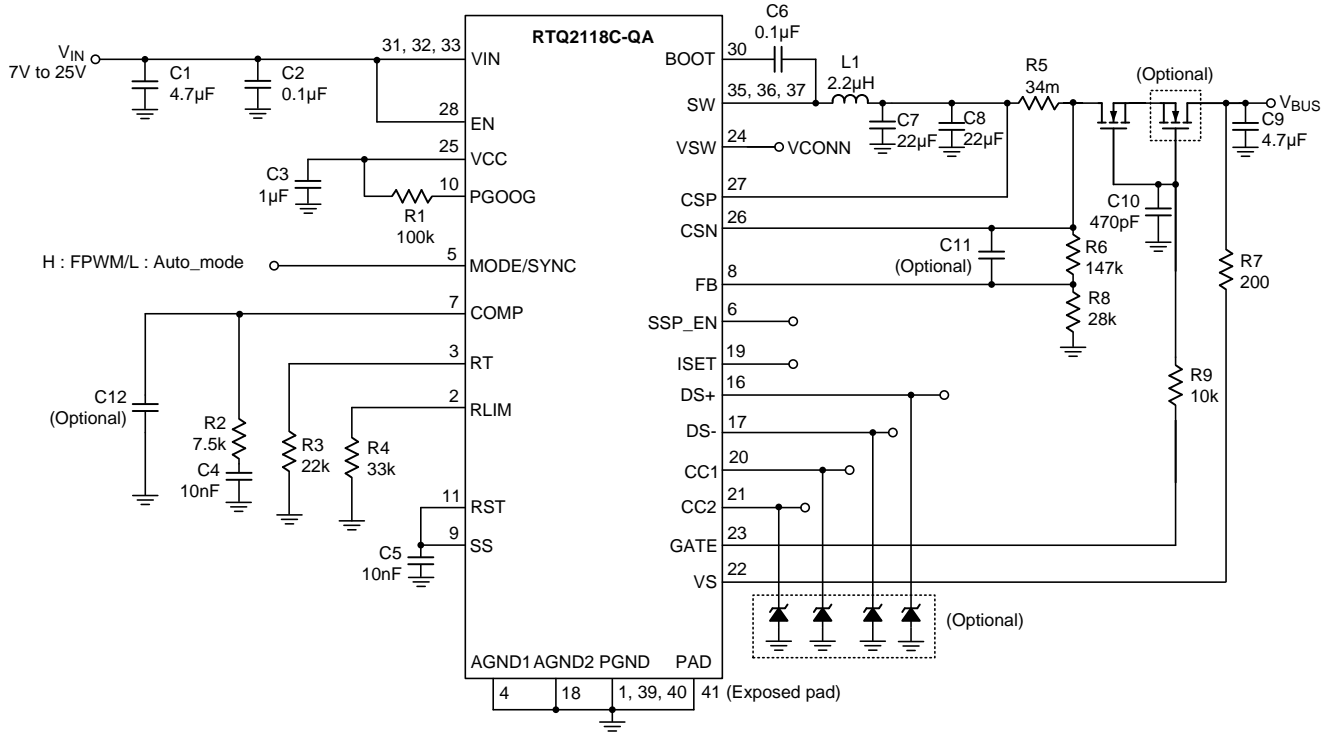 RTQ2118C-QA
VIN
7V to 25V
C1
4.7µF
C2
0.1µF
31, 32, 33
VIN
28
EN
25
VCC
C3
1µF
10
PGOOG
R1
100k
H : FPWM/L : Auto_mode
5
MODE/SYNC
7
COMP
3
RT
2
RLIM
C12
(Optional)
R2
7.5k
C4
10nF
R3
22k
R4
33k
11
RST
9
SS
C5
10nF
AGND1 AGND2 PGND PAD
4
18
1, 39, 40
41 (Exposed pad)
BOOT
30
C6
0.1µF
SW
35, 36, 37
L1
2.2µH
C7
22µF
C8
22µF
R5
34m
(Optional)
VBUS
C9
4.7µF
VSW
24
VCONN
CSP
27
CSN
26
C10
470pF
C11
(Optional)
R6
147k
R7
200
FB
8
R8
28k
SSP_EN
6
ISET
19
DS+
16
R9
10k
DS-
17
CC1
20
CC2
21
GATE
23
VS
22
(Optional)